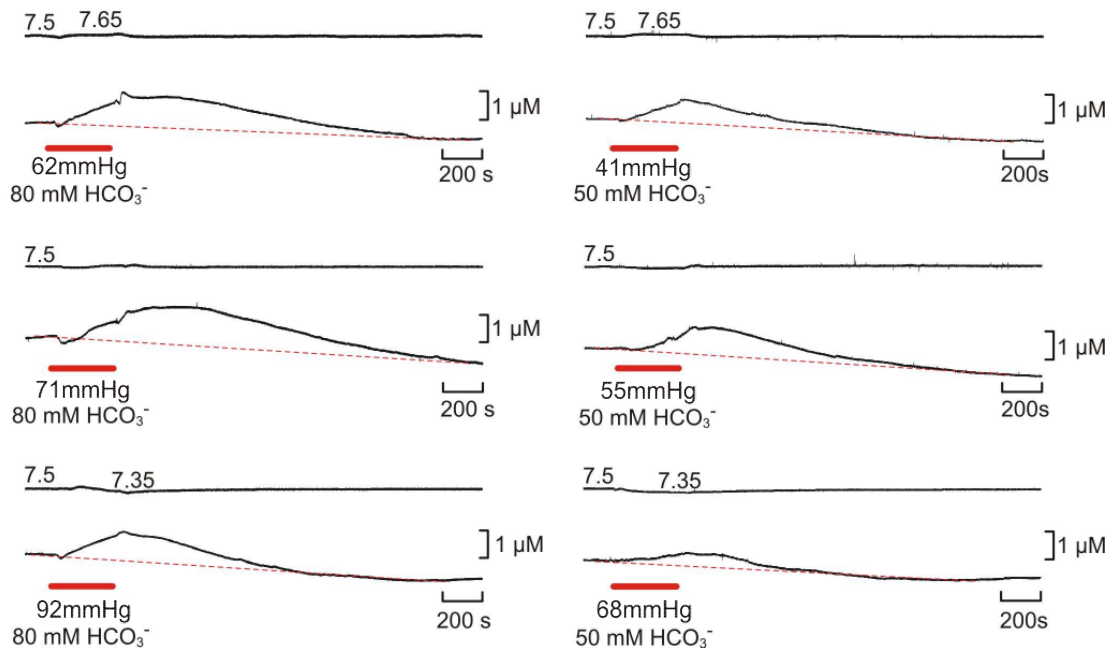 7.5 7.65
1 µM
200 s
62mmHg
80 mM HCO₃⁻
7.5 7.65
1 µM
200s
41mmHg
50 mM HCO₃⁻
7.5
1 µM
200 s
71mmHg
80 mM HCO₃⁻
7.5
1 µM
200s
55mmHg
50 mM HCO₃⁻
7.5 7.35
1 µM
200 s
92mmHg
80 mM HCO₃⁻
7.5 7.35
1 µM
200s
68mmHg
50 mM HCO₃⁻